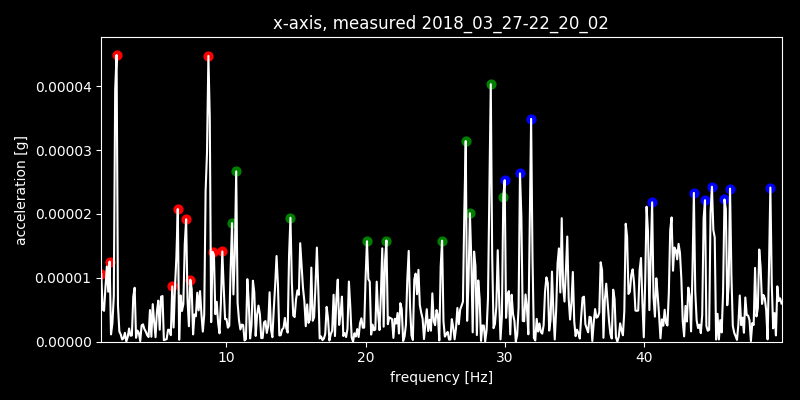 x-axis, measured 2018_03_27-22_20_02
acceleration [g]
0.00004
0.00003
0.00002
0.00001
0.00000
10 20 30 40
frequency [Hz]